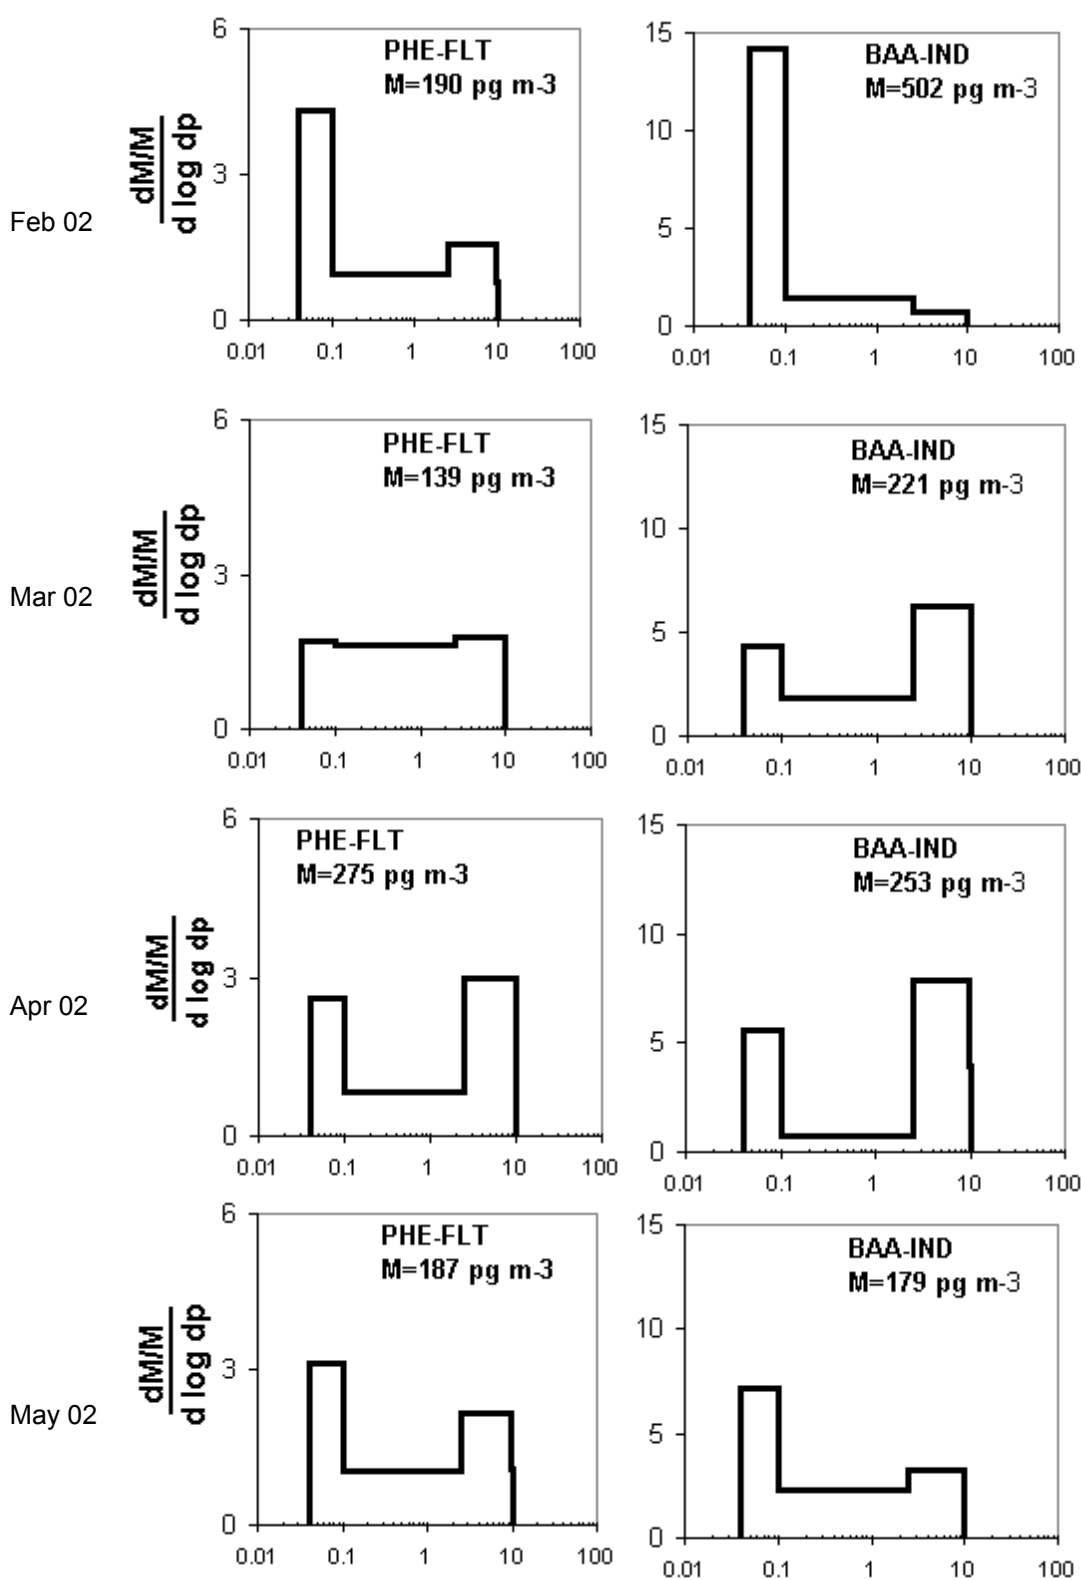 6
PHE-FLT
M=190 pg m-3
dM/M
d log dp
3
0
0.01 0.1 1 10 100
15
BAA-IND
M=502 pg m-3
10
5
0
0.01 0.1 1 10 100
Feb 02
6
PHE-FLT
M=139 pg m-3
dM/M
d log dp
3
0
0.01 0.1 1 10 100
15
BAA-IND
M=221 pg m-3
10
5
0
0.01 0.1 1 10 100
Mar 02
6
PHE-FLT
M=275 pg m-3
dM/M
d log dp
3
0
0.01 0.1 1 10 100
15
BAA-IND
M=253 pg m-3
10
5
0
0.01 0.1 1 10 100
Apr 02
6
PHE-FLT
M=187 pg m-3
dM/M
d log dp
3
0
0.01 0.1 1 10 100
15
BAA-IND
M=179 pg m-3
10
5
0
0.01 0.1 1 10 100
May 02